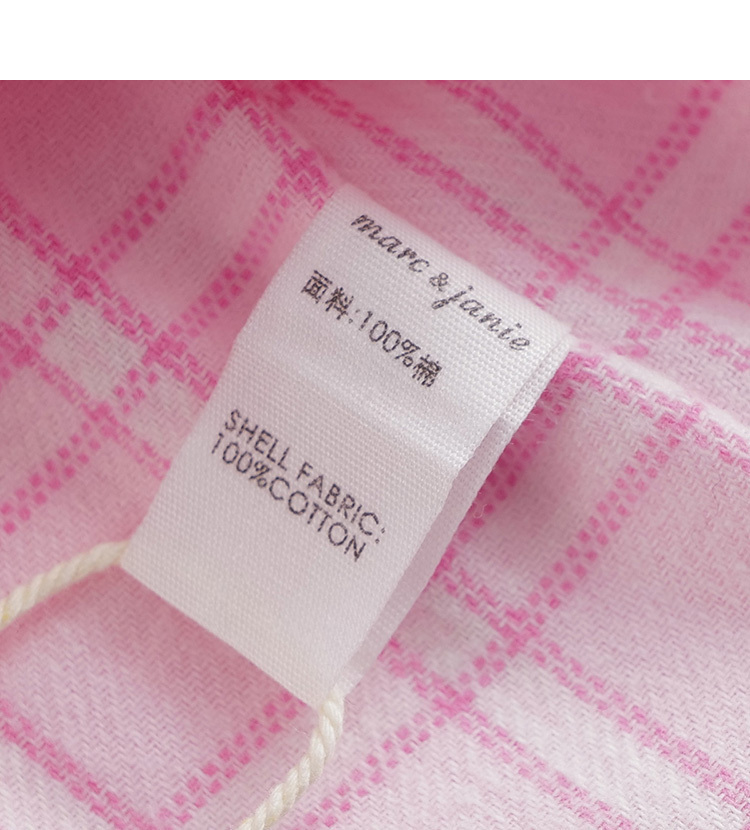 marc & janie
面料:100%棉
SHELL FABRIC:
100%COTTON